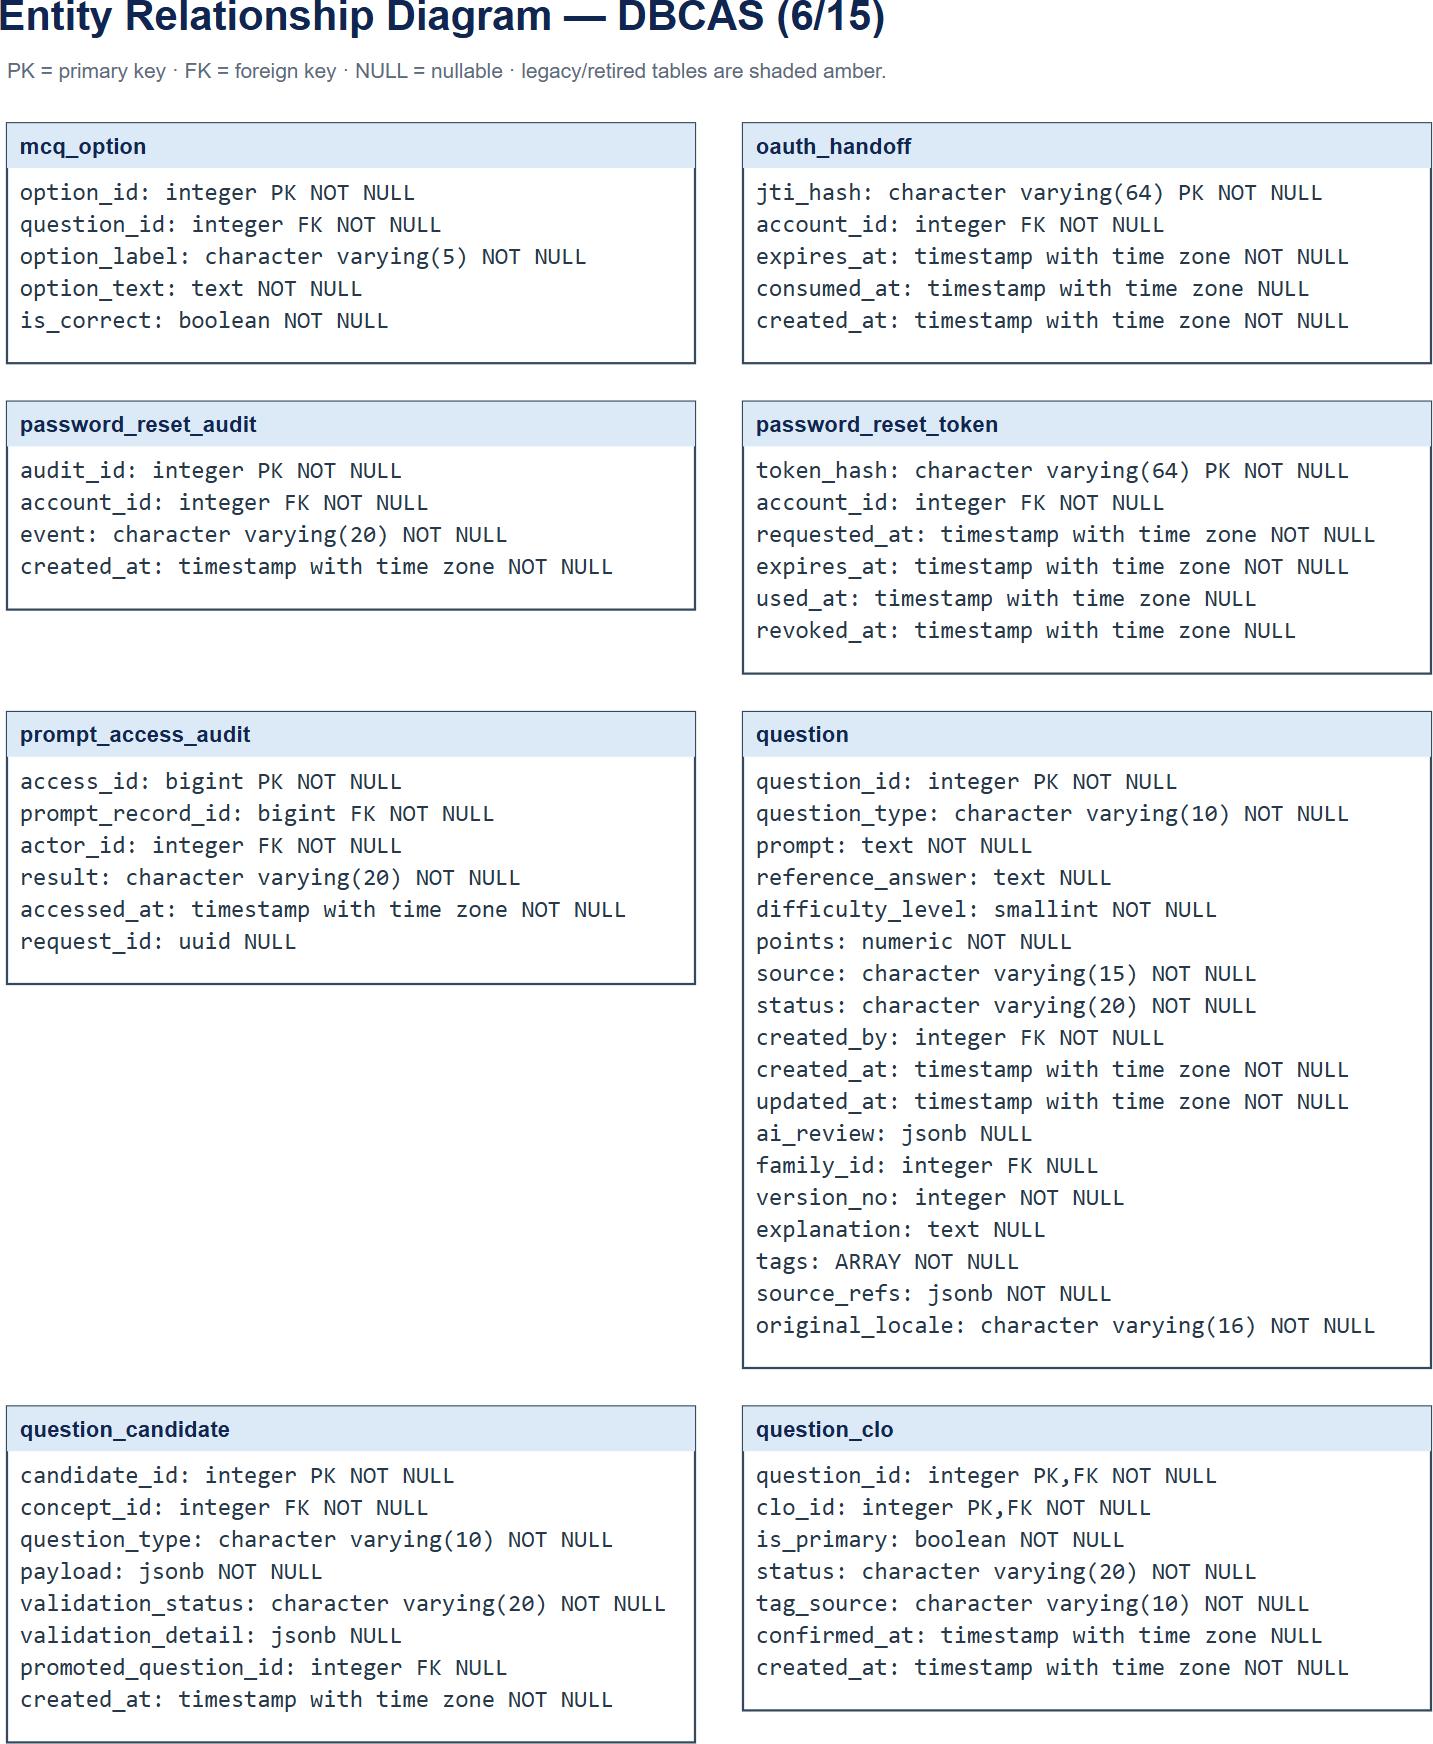 Entity Relationship Diagram — DBCAS (6/15)
PK = primary key · FK = foreign key · NULL = nullable · legacy/retired tables are shaded amber.
mcq_option
option_id: integer PK NOT NULL
question_id: integer FK NOT NULL
option_label: character varying(5) NOT NULL
option_text: text NOT NULL
is_correct: boolean NOT NULL
oauth_handoff
jti_hash: character varying(64) PK NOT NULL
account_id: integer FK NOT NULL
expires_at: timestamp with time zone NOT NULL
consumed_at: timestamp with time zone NULL
created_at: timestamp with time zone NOT NULL
password_reset_audit
audit_id: integer PK NOT NULL
account_id: integer FK NOT NULL
event: character varying(20) NOT NULL
created_at: timestamp with time zone NOT NULL
password_reset_token
token_hash: character varying(64) PK NOT NULL
account_id: integer FK NOT NULL
requested_at: timestamp with time zone NOT NULL
expires_at: timestamp with time zone NOT NULL
used_at: timestamp with time zone NULL
revoked_at: timestamp with time zone NULL
prompt_access_audit
access_id: bigint PK NOT NULL
prompt_record_id: bigint FK NOT NULL
actor_id: integer FK NOT NULL
result: character varying(20) NOT NULL
accessed_at: timestamp with time zone NOT NULL
request_id: uuid NULL
question
question_id: integer PK NOT NULL
question_type: character varying(10) NOT NULL
prompt: text NOT NULL
reference_answer: text NULL
difficulty_level: smallint NOT NULL
points: numeric NOT NULL
source: character varying(15) NOT NULL
status: character varying(20) NOT NULL
created_by: integer FK NOT NULL
created_at: timestamp with time zone NOT NULL
updated_at: timestamp with time zone NOT NULL
ai_review: jsonb NULL
family_id: integer FK NULL
version_no: integer NOT NULL
explanation: text NULL
tags: ARRAY NOT NULL
source_refs: jsonb NOT NULL
original_locale: character varying(16) NOT NULL
question_candidate
candidate_id: integer PK NOT NULL
concept_id: integer FK NOT NULL
question_type: character varying(10) NOT NULL
payload: jsonb NOT NULL
validation_status: character varying(20) NOT NULL
validation_detail: jsonb NULL
promoted_question_id: integer FK NULL
created_at: timestamp with time zone NOT NULL
question_clo
question_id: integer PK,FK NOT NULL
clo_id: integer PK,FK NOT NULL
is_primary: boolean NOT NULL
status: character varying(20) NOT NULL
tag_source: character varying(10) NOT NULL
confirmed_at: timestamp with time zone NULL
created_at: timestamp with time zone NOT NULL